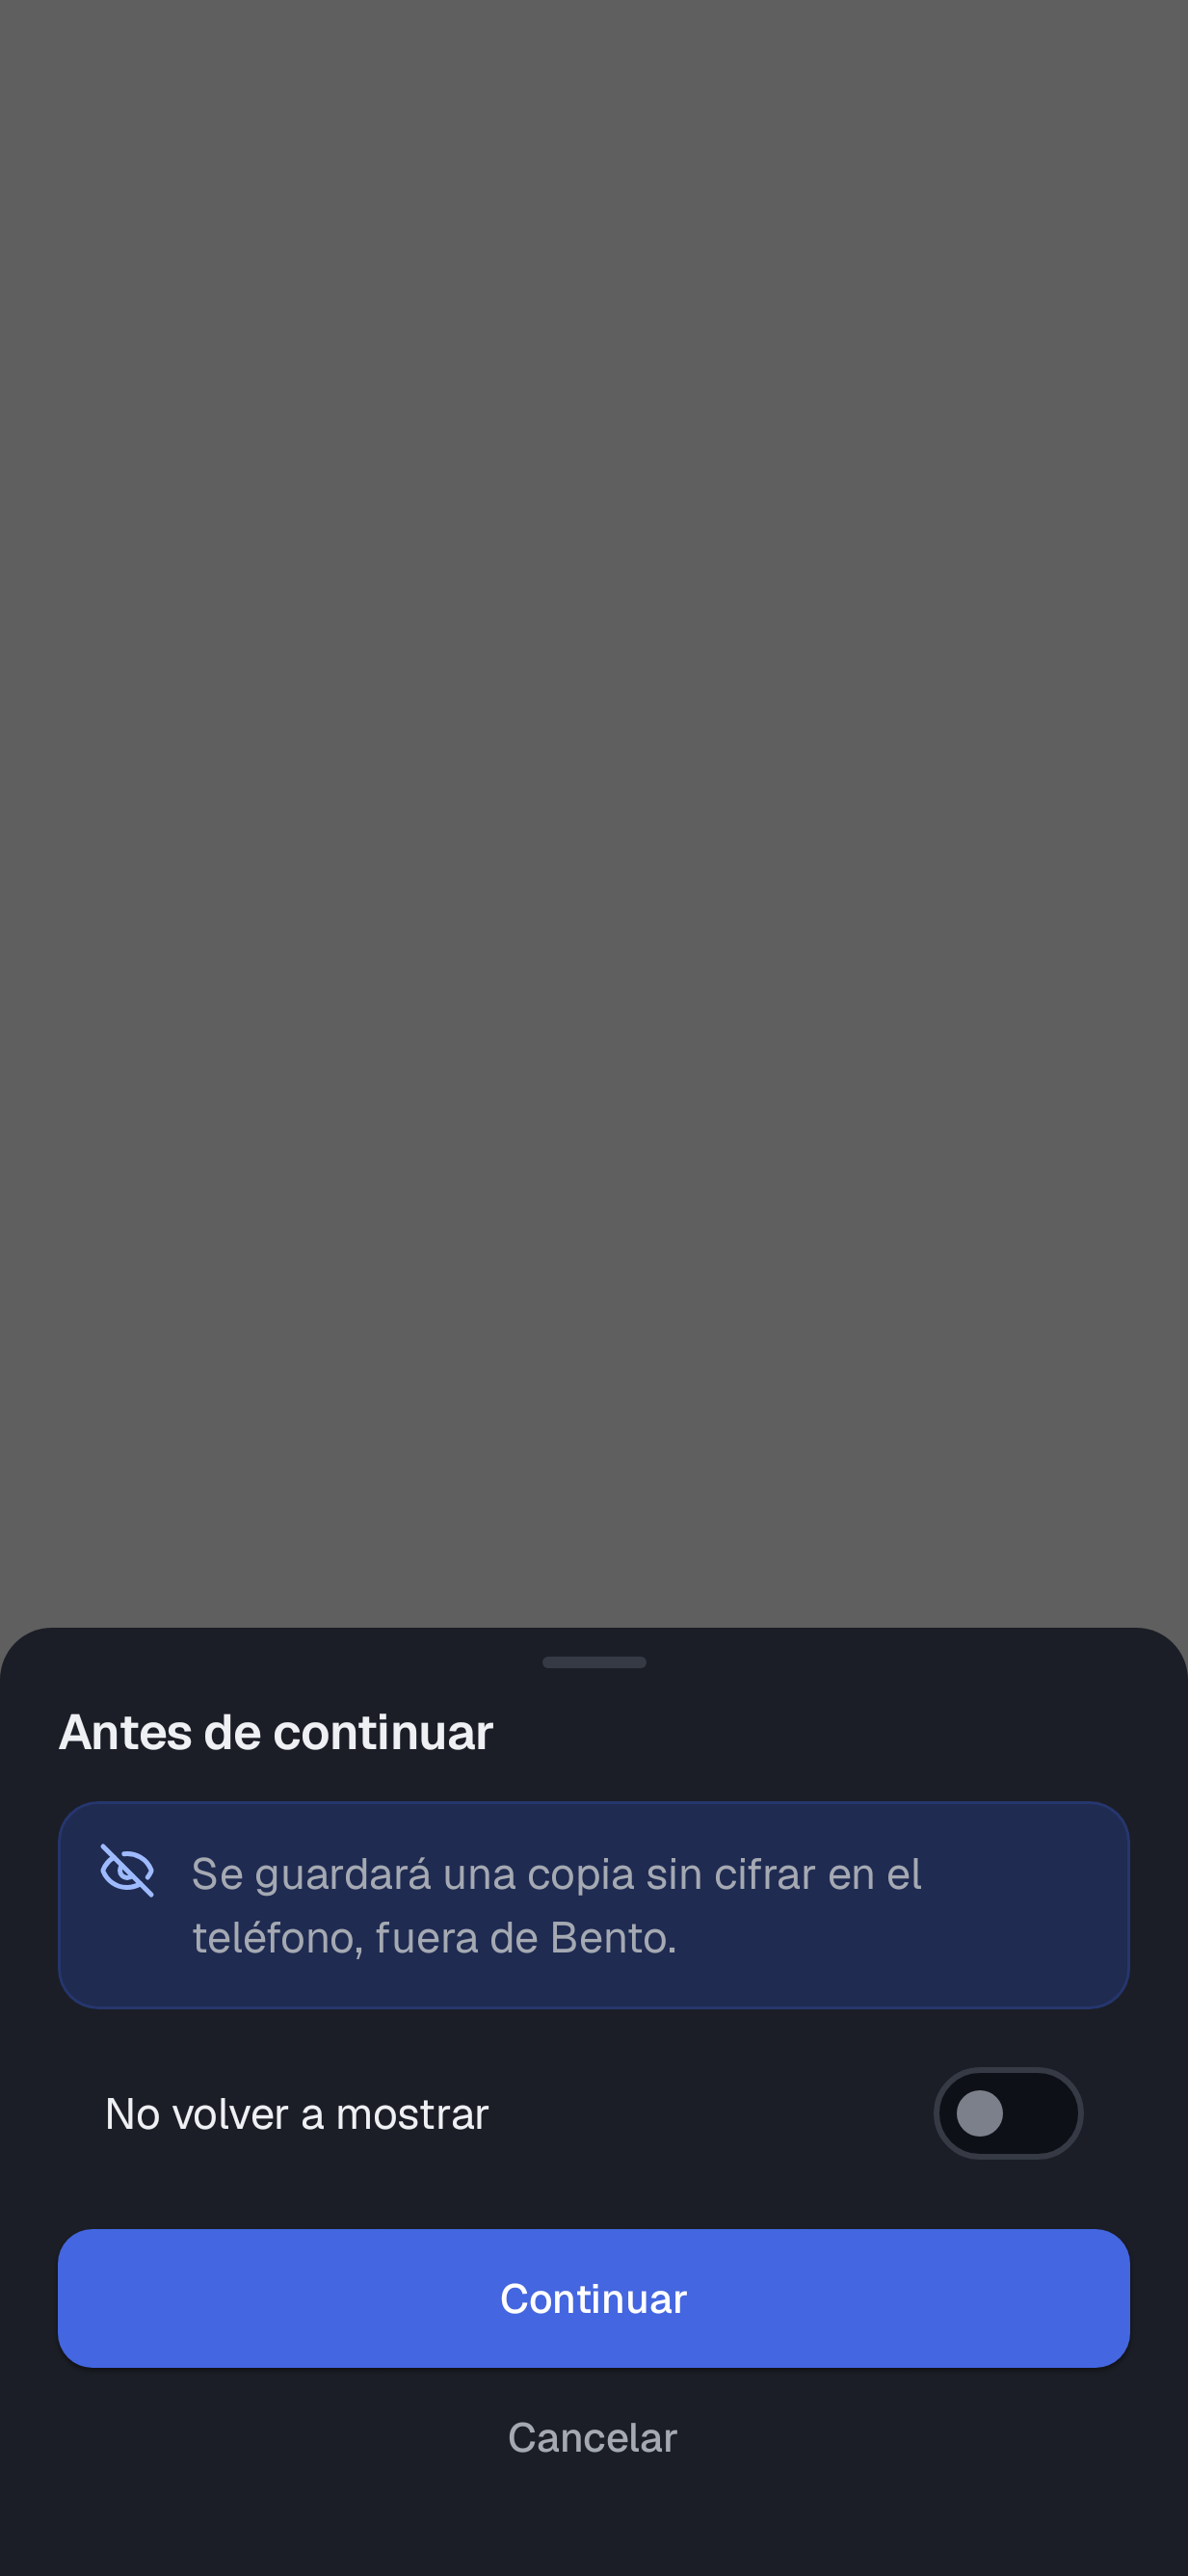 Antes de continuar
Se guardará una copia sin cifrar en el
teléfono, fuera de Bento.
No volver a mostrar
Continuar
Cancelar